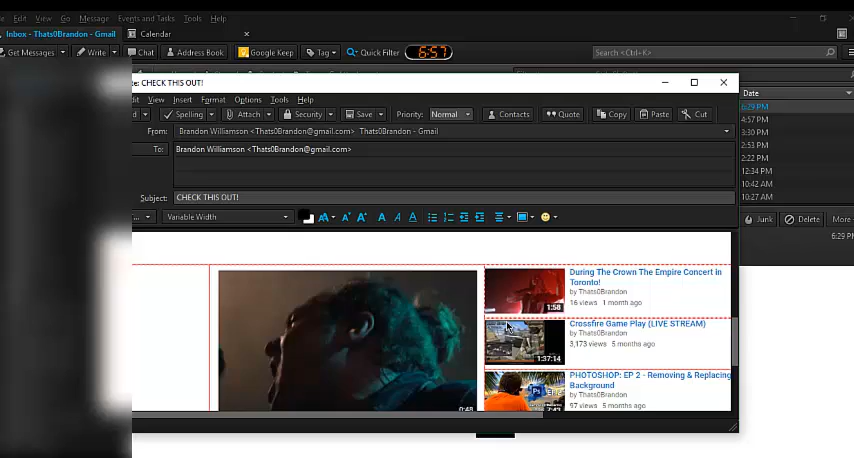 Edit View Go Message Events and Tasks Tools Help
Inbox - Thats0Brandon - Gmail Calendar
Get Messages Write Chat Address Book Google Keep Tag Quick Filter 6:57 Search <Ctrl+K>
CHECK THIS OUT!
View Insert Format Options Tools Help
Spelling Attach Security Save Priority: Normal Contacts Quote Copy Paste Cut
From: Brandon Williamson <Thats0Brandon@gmail.com> Thats0Brandon - Gmail
To: Brandon Williamson <Thats0Brandon@gmail.com>
Subject: CHECK THIS OUT!
Variable Width
Date
6:29 PM
4:57 PM
3:30 PM
2:53 PM
2:22 PM
12:34 PM
10:42 AM
10:27 AM
Junk Delete More
6:29 PM
0:48
During The Crown The Empire Concert in
Toronto!
by Thats0Brandon
16 views 1 month ago
1:58
Crossfire Game Play (LIVE STREAM)
3,173 views 5 months ago
1:37:14
PHOTOSHOP: EP 2 - Removing & Replacing
Background
by Thats0Brandon
97 views 5 months ago
Ps